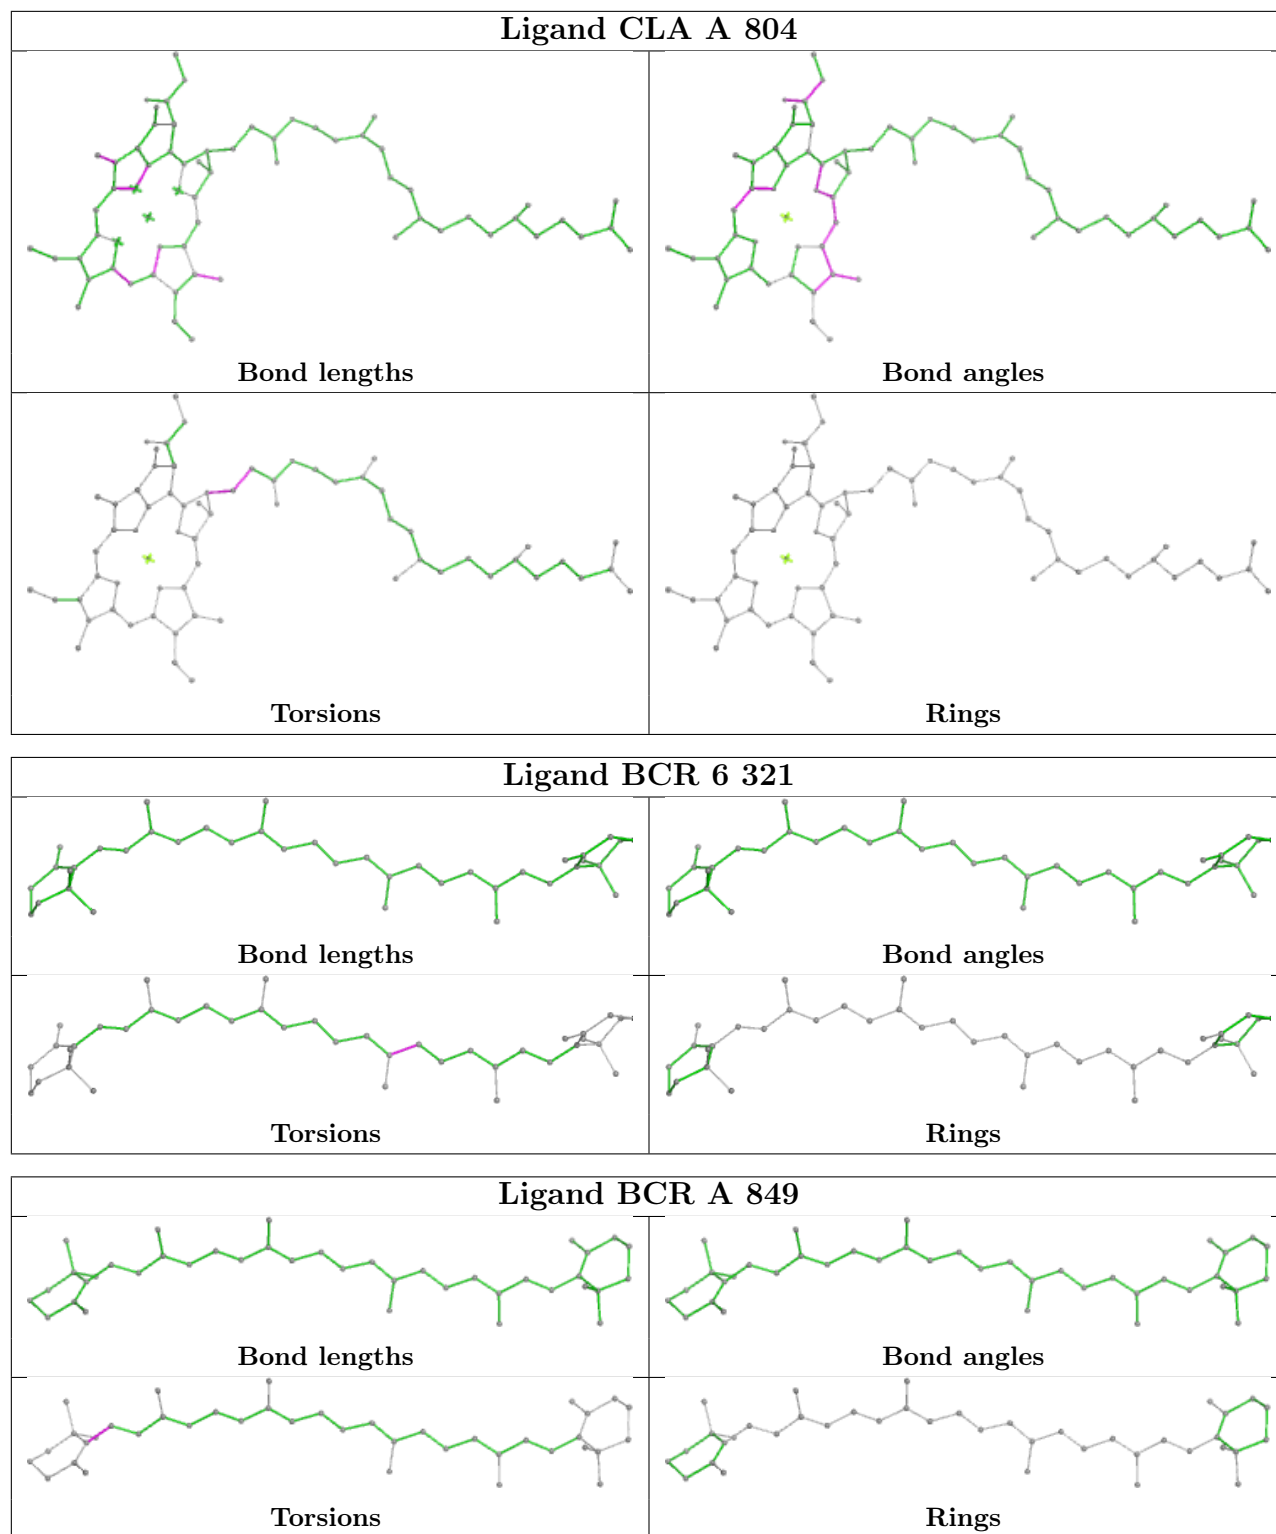 Ligand CLA A 804
Bond lengths
Bond angles
Torsions
Rings
Ligand BCR 6 321
Bond lengths
Bond angles
Torsions
Rings
Ligand BCR A 849
Bond lengths
Bond angles
Torsions
Rings